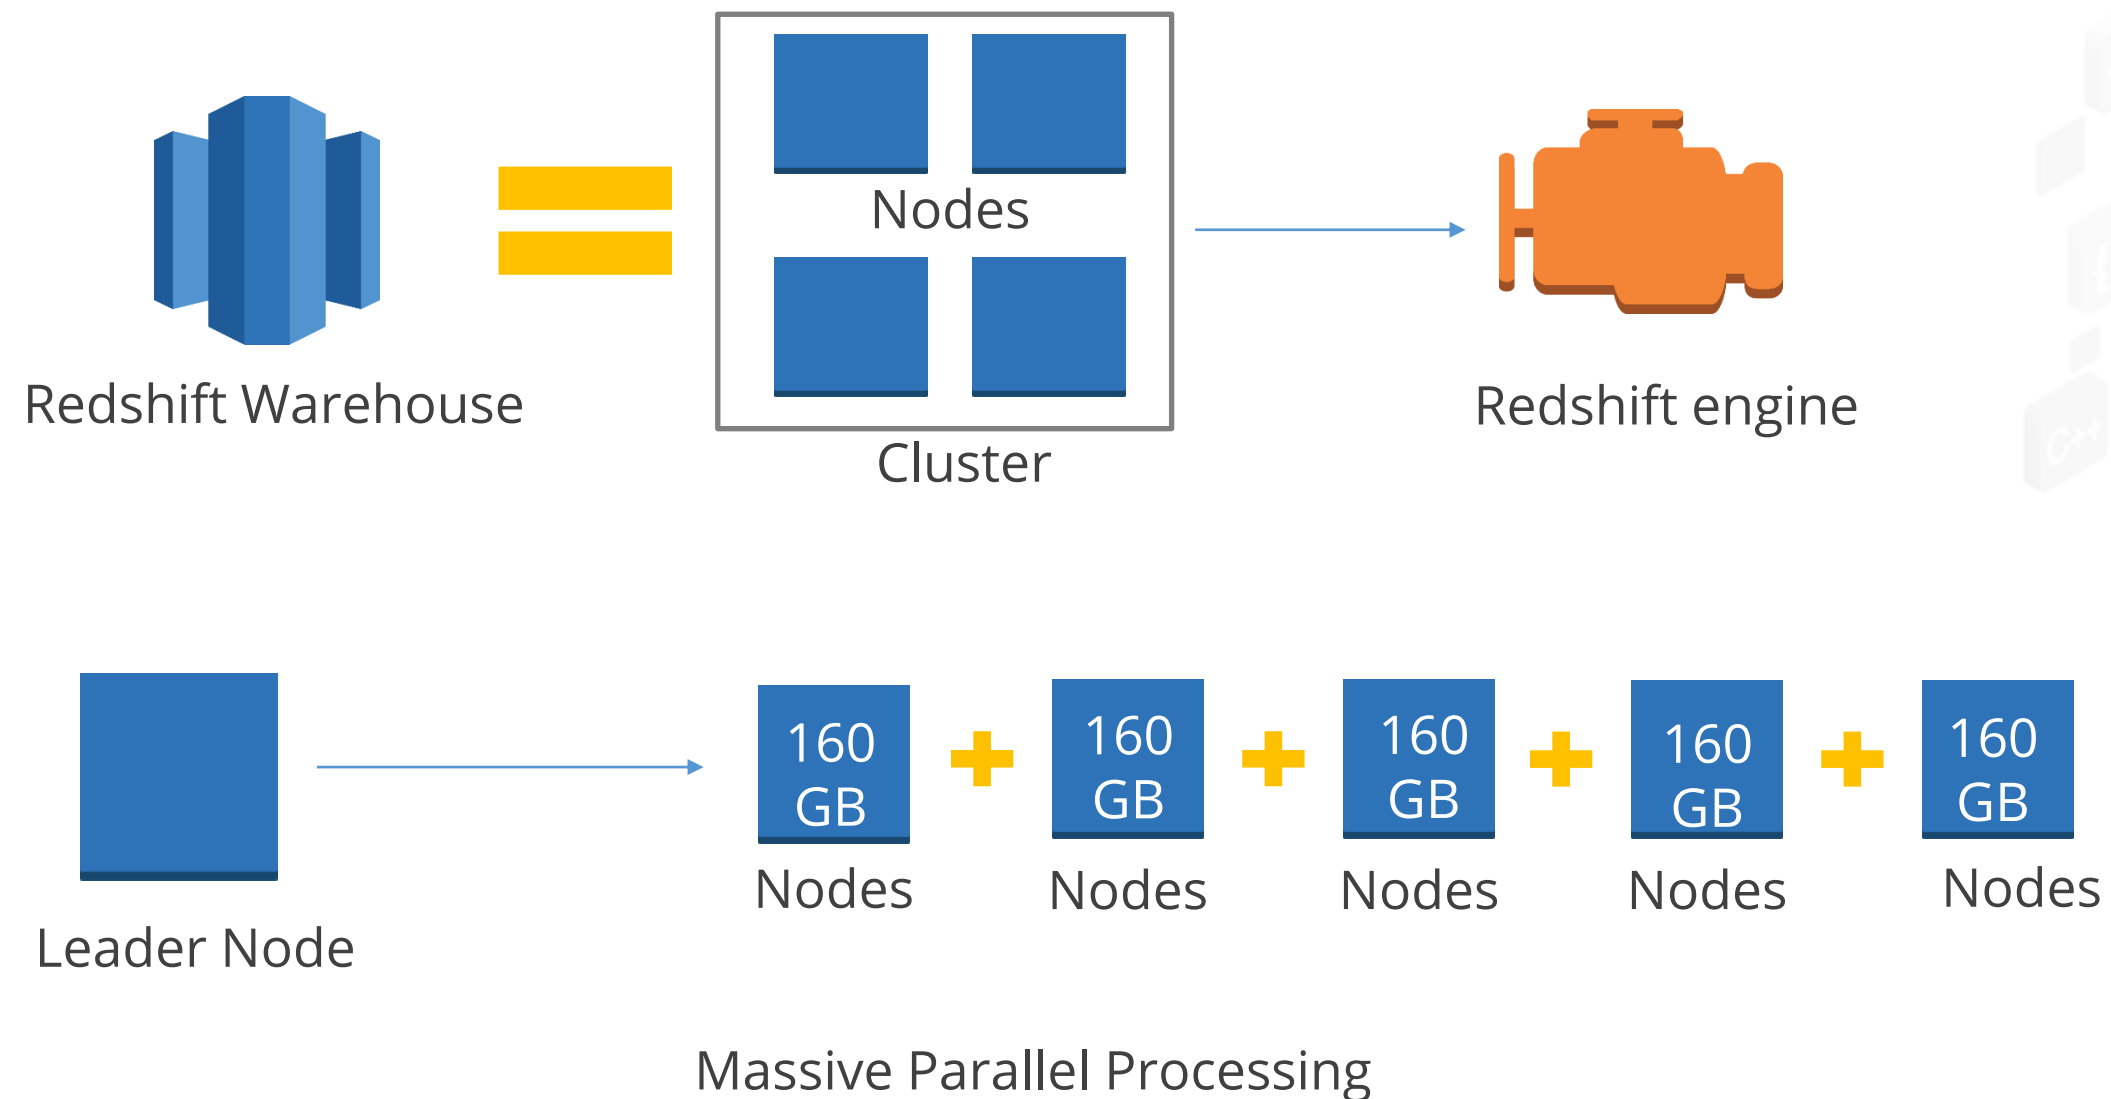 Nodes
Redshift Warehouse
Redshift engine
Cluster
160
GB
160
GB
160
GB
160
GB
160
GB
Nodes
Nodes
Nodes
Nodes
Nodes
Leader Node
Massive Parallel Processing
C++
{